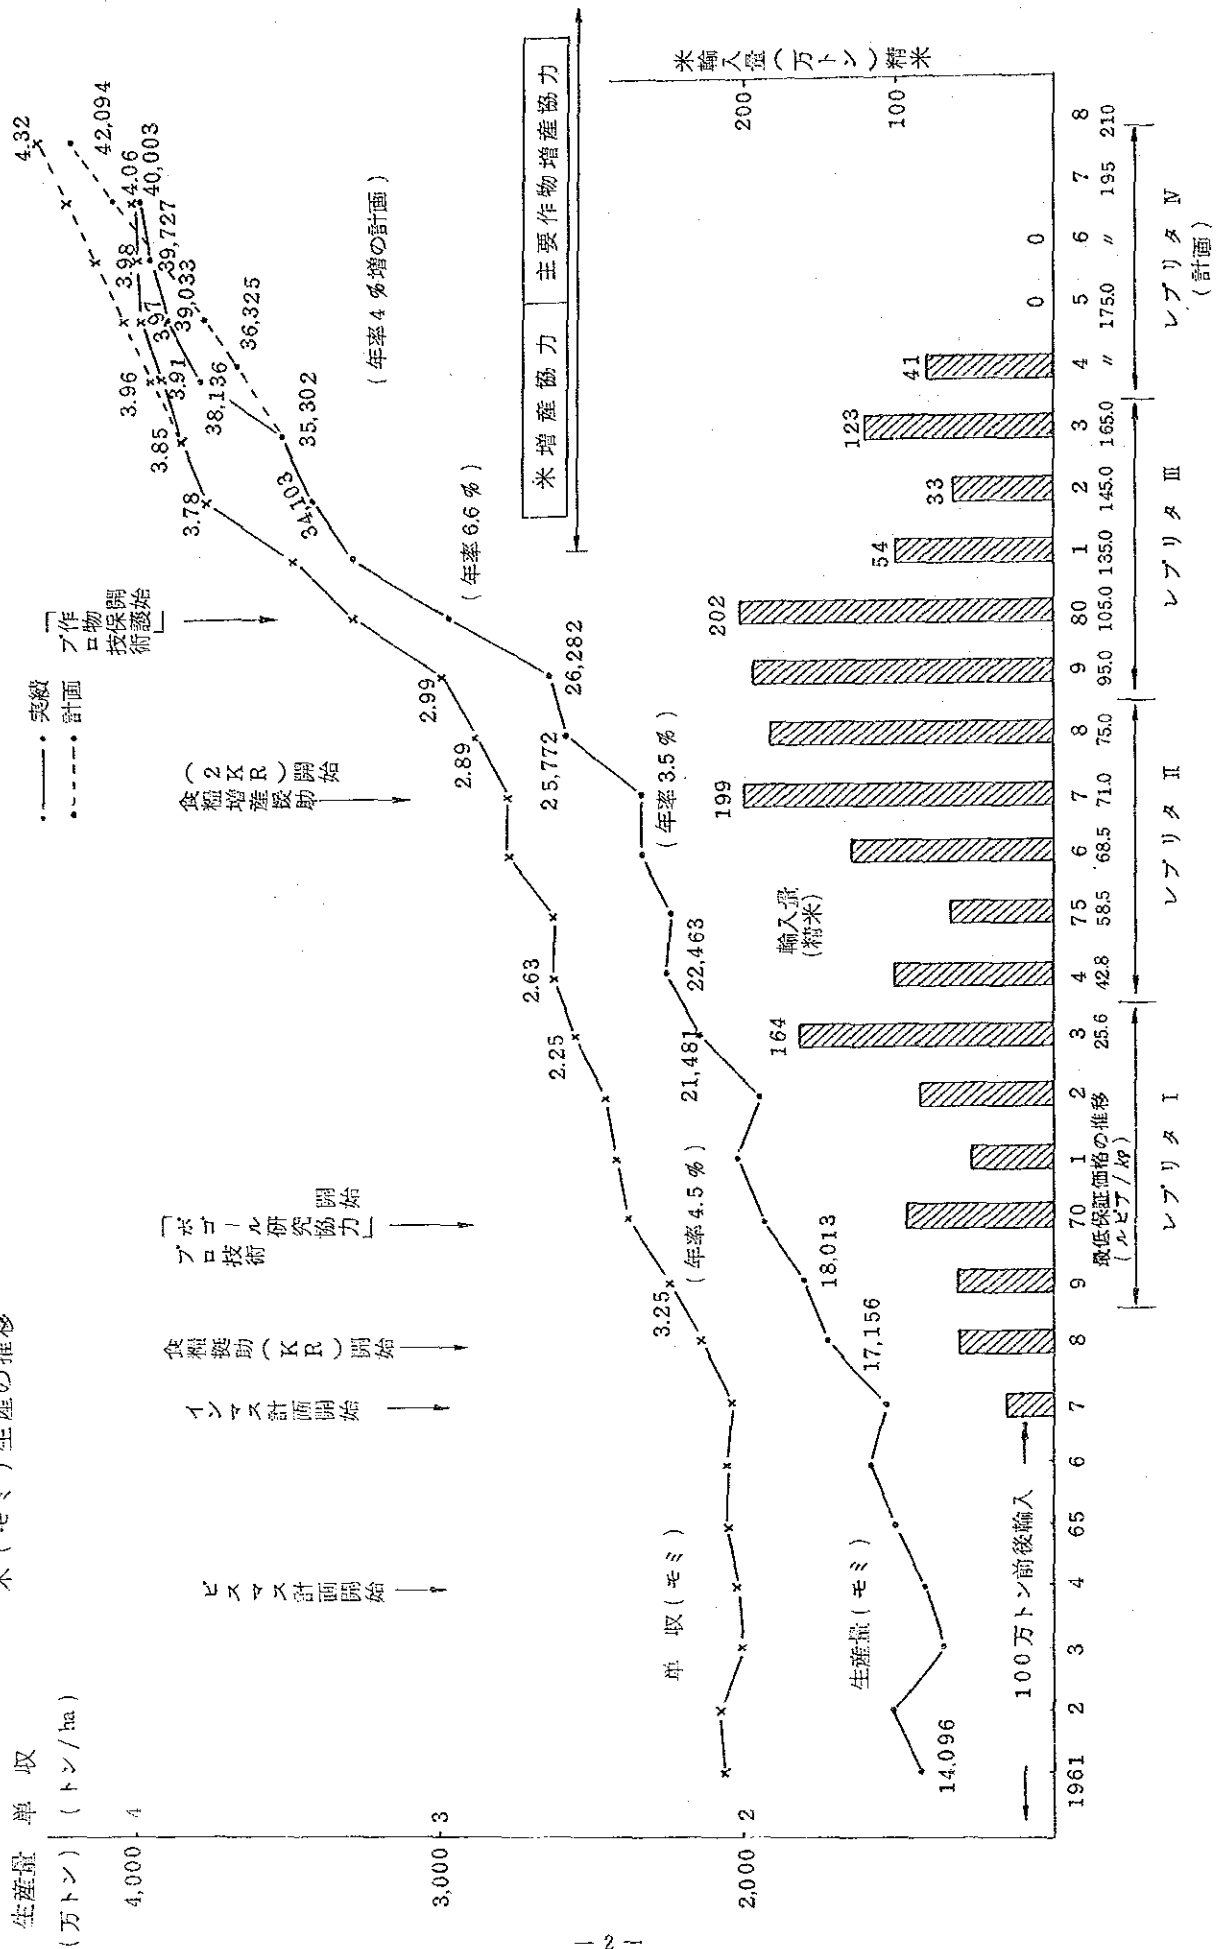 米(モミ)生産の推移
生産量 単収
(万トン) (トン/ha)
4,000 4
3,000 3
2,000 2
実績
計画
ビスマス計画開始
インマス計画開始
食糧援助(KR)開始
プロ技術
「ボゴール研究協力」
開始
食糧増産援助
(2KR)開始
プロ技術
「作物保護
開始
単収(モミ)
3.25
2.25
2.63
2.89
2.99
3.78
3.85
3.96
3.91
3.97
3.98
4.06
4.32
生産量(モミ)
14,096
17,156
18,013
21,481
22,463
25,772
26,282
34,103
35,302
38,136
36,325
39,033
39,727
40,003
42,094
(年率4.5%)
(年率3.5%)
(年率6.6%)
(年率4%増の計画)
米増産協力 主要作物増産協力
米輸入量(万トン)精米
200
100
輸入量
(精米)
100万トン前後輸入
164
199
202
54
33
123
41
0
0
1961 2 3 4 65 6 7 8 9 70 1 2 3 4 75 6 7 8 9 80 1 2 3 4 5 6 7 8
最低保証価格の推移
(ルピア/kg)
25.6 42.8 58.5 68.5 71.0 75.0 95.0 105.0 135.0 145.0 165.0 〃 175.0 〃 195 210
レプリタ I
レプリタ II
レプリタ III
レプリタ IV
(計画)
— 2 —